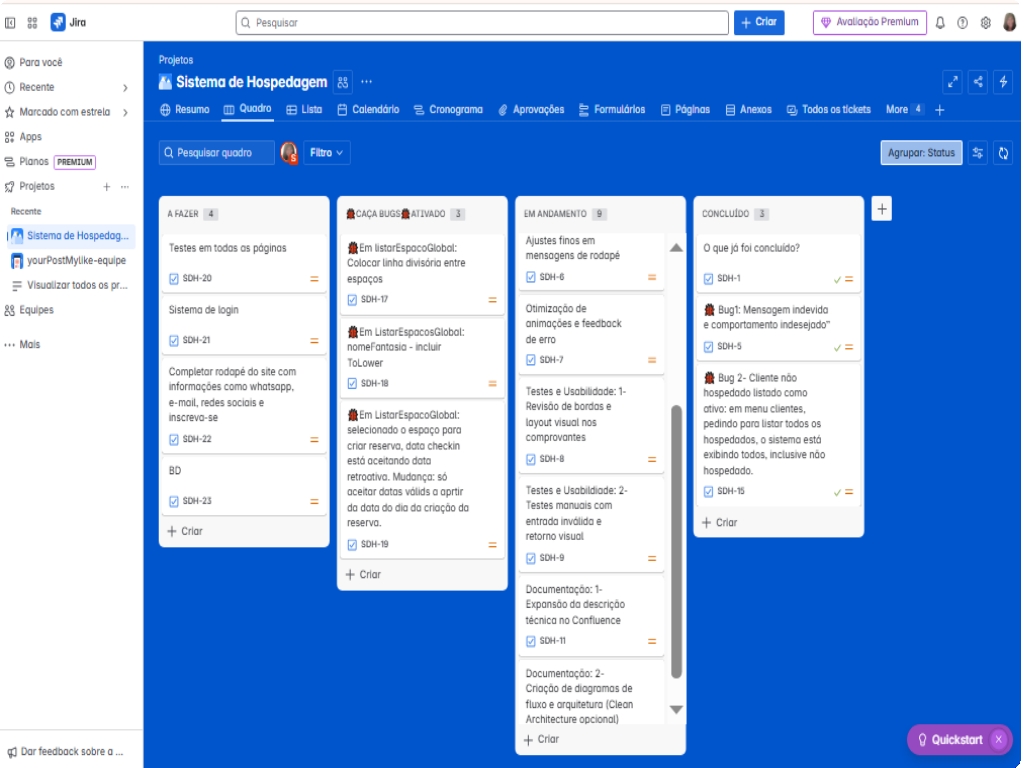 Jira
Pesquisar
+ Criar
Avaliação Premium
Para você
Recente
Marcado com estrela
Apps
Planos PREMIUM
Projetos
Recente
Sistema de Hospedag...
yourPostMylike-equipe
Visualizar todos os pr...
Equipes
Mais
Dar feedback sobre a ...
Projetos
Sistema de Hospedagem
Resumo
Quadro
Lista
Calendário
Cronograma
Aprovações
Formulários
Páginas
Anexos
Todos os tickets
More 4
Pesquisar quadro
S
Filtro
Agrupar: Status
A FAZER 4
Testes em todas as páginas
SDH-20
Sistema de login
SDH-21
Completar rodapé do site com
informações como whatsapp,
e-mail, redes sociais e
inscreva-se
SDH-22
BD
SDH-23
+ Criar
CAÇA BUGS ATIVADO 3
Em listarEspacoGlobal:
Colocar linha divisória entre
espaços
SDH-17
Em ListarEspacosGlobal:
nomeFantasia - incluir
ToLower
SDH-18
Em ListarEspacoGlobal:
selecionado o espaço para
criar reserva, data checkin
está aceitando data
retroativa. Mudança: só
aceitar datas válids a aprtir
da data do dia da criação da
reserva.
SDH-19
+ Criar
EM ANDAMENTO 9
Ajustes finos em
mensagens de rodapé
SDH-6
Otimização de
animações e feedback
de erro
SDH-7
Testes e Usabilidade: 1-
Revisão de bordas e
layout visual nos
comprovantes
SDH-8
Testes e Usabildiade: 2-
Testes manuais com
entrada inválida e
retorno visual
SDH-9
Documentação: 1-
Expansão da descrição
técnica no Confluence
SDH-11
Documentação: 2-
Criação de diagramas de
fluxo e arquitetura (Clean
Architecture opcional)
+ Criar
CONCLUÍDO 3
O que já foi concluído?
SDH-1
Bug1: Mensagem indevida
e comportamento indesejado"
SDH-5
Bug 2- Cliente não
hospedado listado como
ativo: em menu clientes,
pedindo para listar todos os
hospedados, o sistema está
exibindo todos, inclusive não
hospedado.
SDH-15
+ Criar
Quickstart